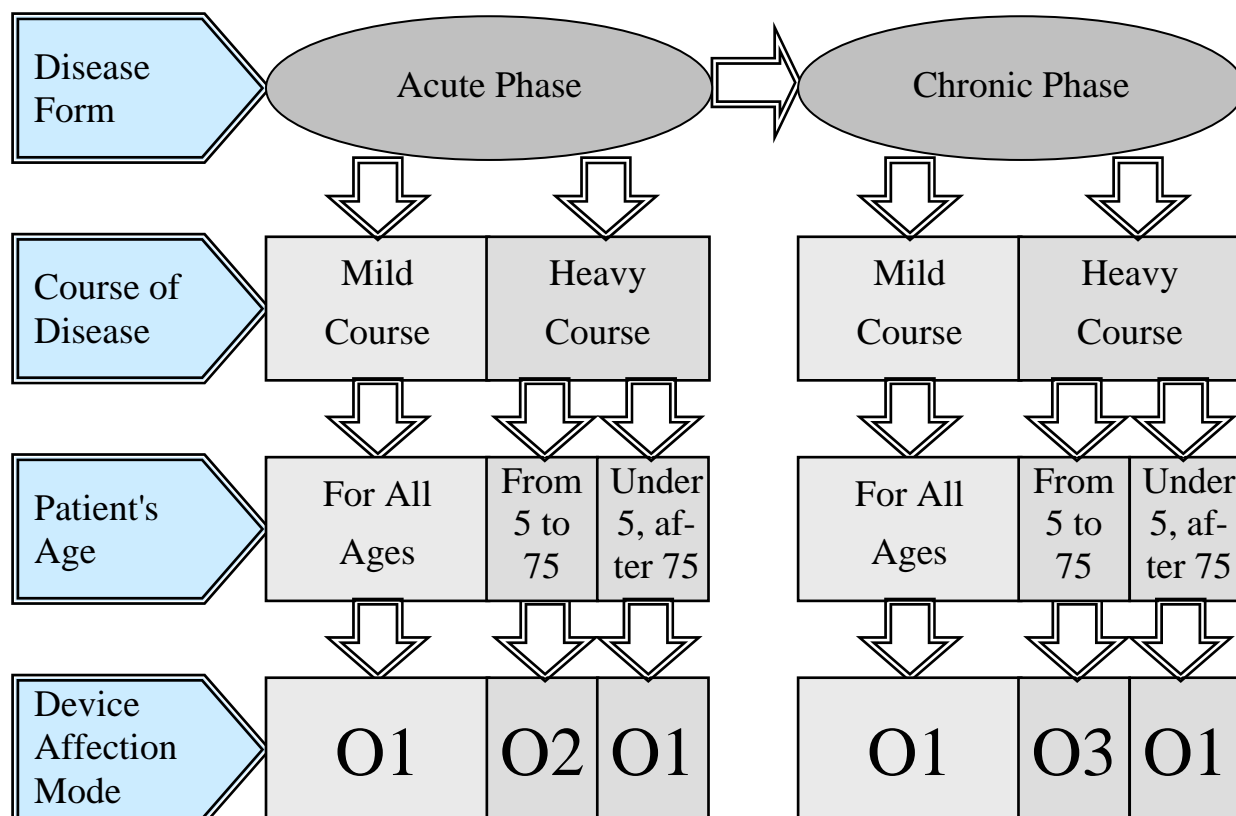 Disease
Form
Acute Phase
Chronic Phase
Course of
Disease
Mild
Course
Heavy
Course
Mild
Course
Heavy
Course
Patient's
Age
For All
Ages
From
5 to
75
Under
5, af-
ter 75
For All
Ages
From
5 to
75
Under
5, af-
ter 75
Device
Affection
Mode
O1
O2
O1
O1
O3
O1